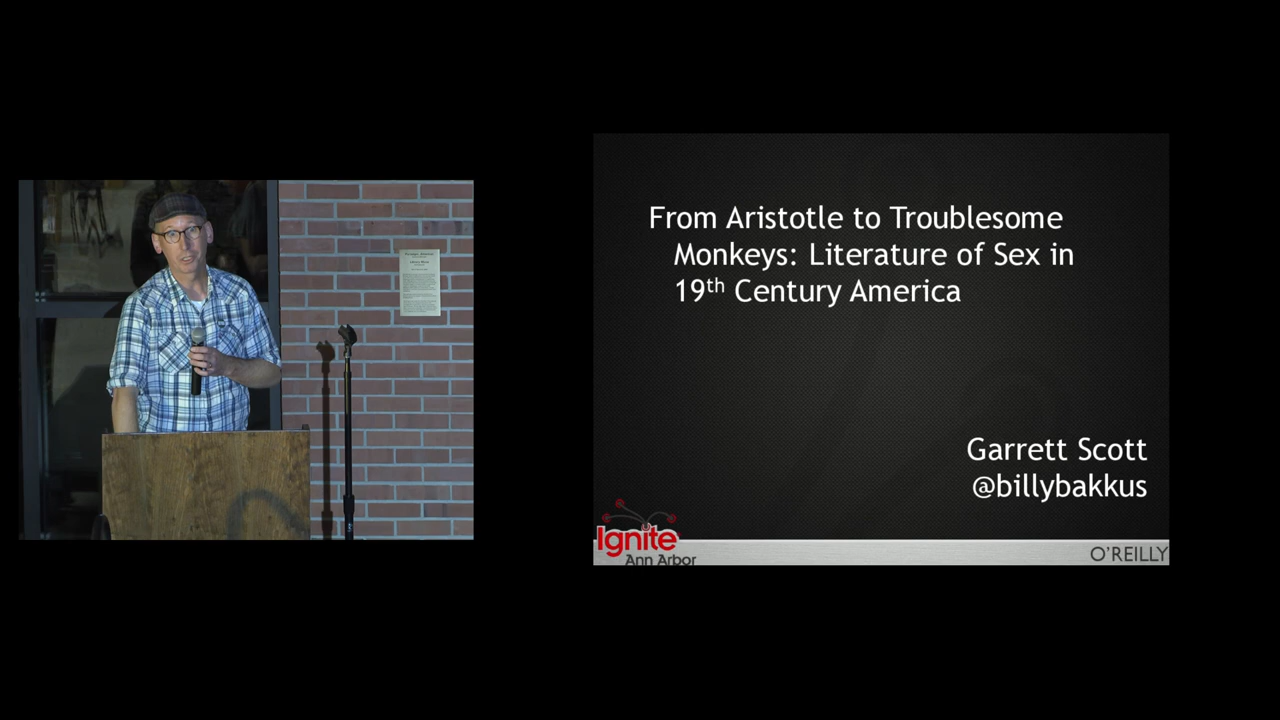 From Aristotle to Troublesome
Monkeys: Literature of Sex in
19th Century America
Garrett Scott
@billybakkus
Ignite
Ann Arbor
O'REILLY